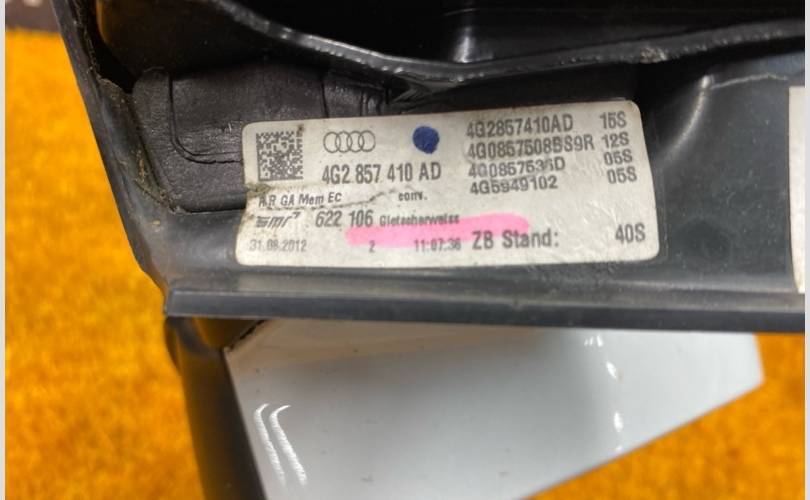 4G2 857 410 AD
R.R GA Mem EC conv.
smr 622 106 Gletscherweiss
31.08.2012 2 11:07:36 ZB Stand: 40S
4G2857410AD 15S
4G0857508BS9R 12S
4G0857536D 05S
4G5949102 05S